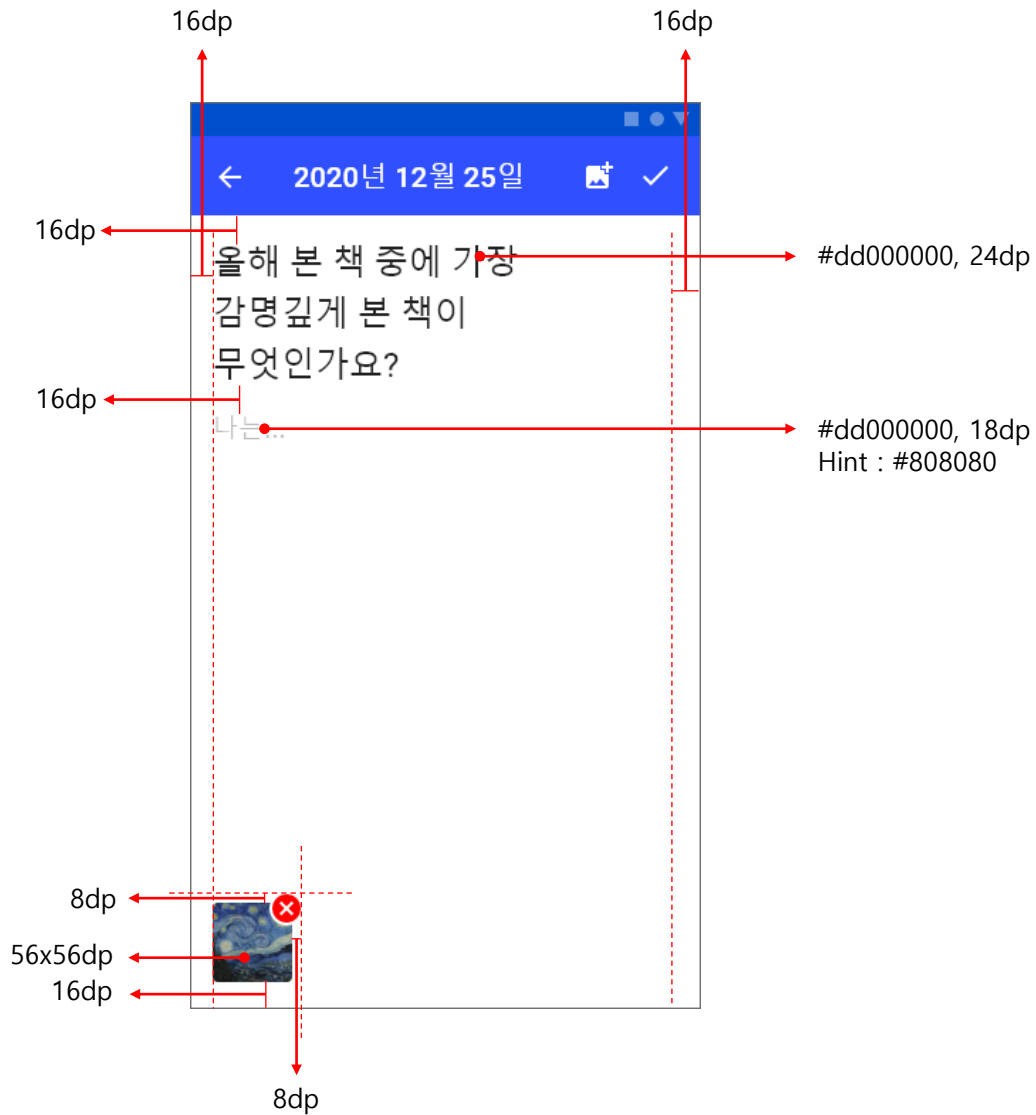 16dp
16dp
2020년 12월 25일
16dp
올해 본 책 중에 가장
감명깊게 본 책이
무엇인가요?
#dd000000, 24dp
16dp
나는...
#dd000000, 18dp
Hint : #808080
8dp
56x56dp
16dp
8dp